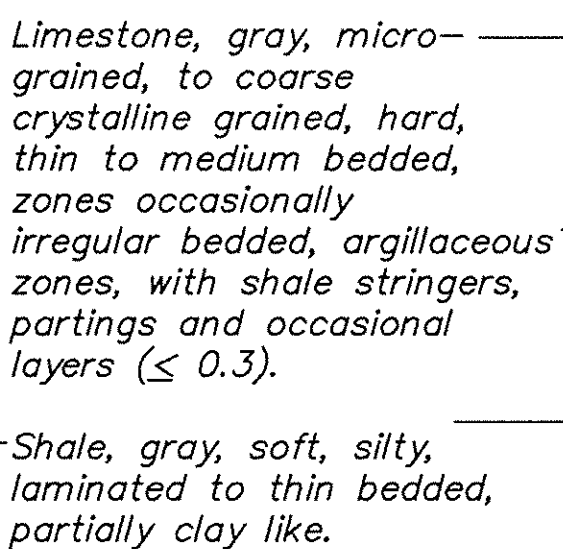 Limestone, gray, micro-
grained, to coarse
crystalline grained, hard,
thin to medium bedded,
zones occasionally
irregular bedded, argillaceous
zones, with shale stringers,
partings and occasional
layers (≤ 0.3).
Shale, gray, soft, silty,
laminated to thin bedded,
partially clay like.